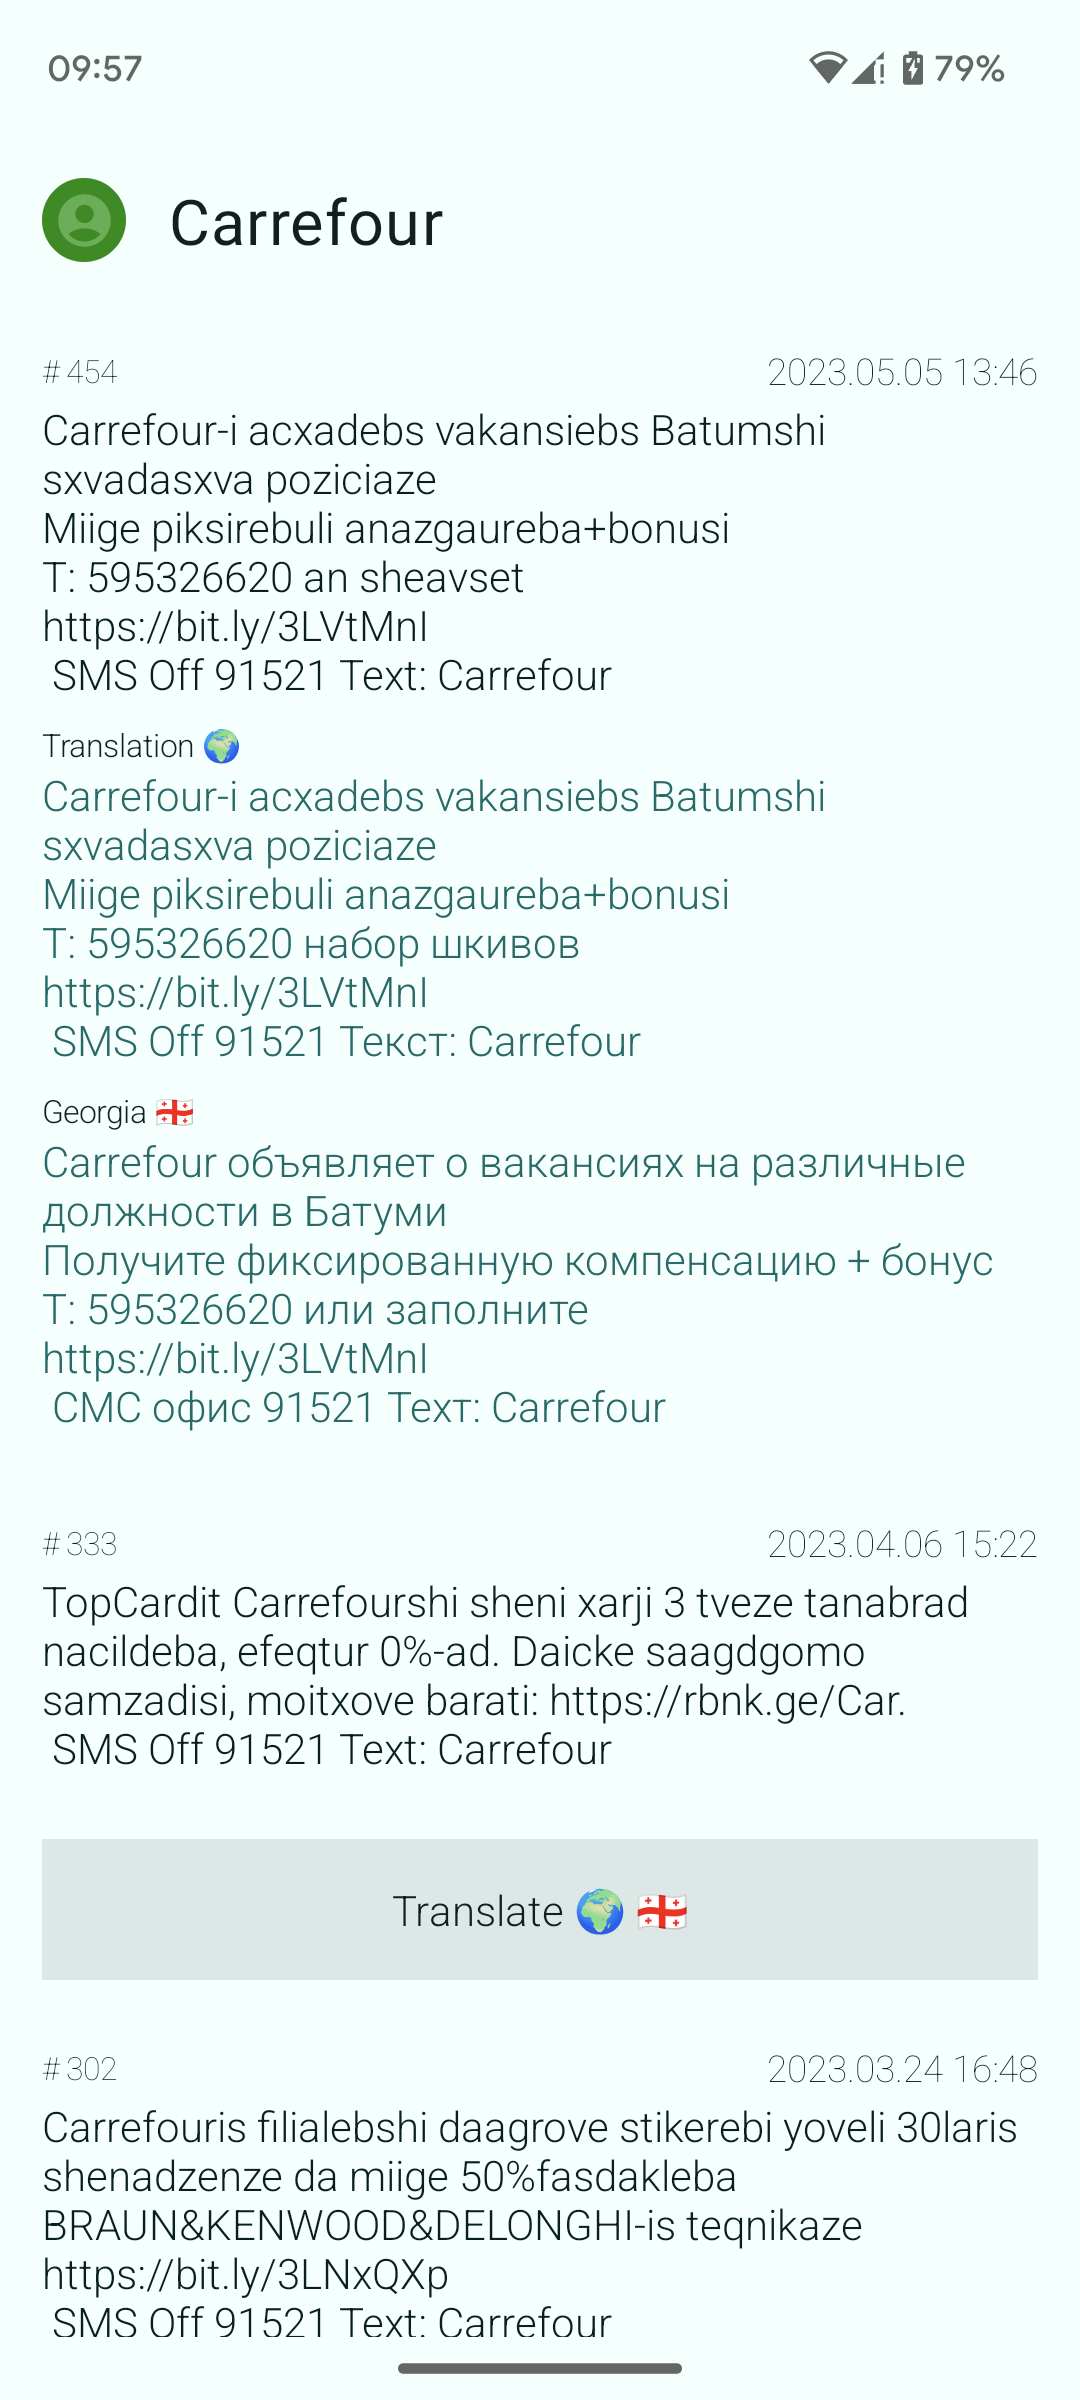 09:57
79%
Carrefour
# 454
2023.05.05 13:46
Carrefour-i acxadebs vakansiebs Batumshi
sxvadasxva poziciaze
Miige piksirebuli anazgaureba+bonusi
T: 595326620 an sheavset
https://bit.ly/3LVtMnI
SMS Off 91521 Text: Carrefour
Translation 🌍
Carrefour-i acxadebs vakansiebs Batumshi
sxvadasxva poziciaze
Miige piksirebuli anazgaureba+bonusi
T: 595326620 набор шкивов
https://bit.ly/3LVtMnI
SMS Off 91521 Текст: Carrefour
Georgia 🇬🇪
Carrefour объявляет о вакансиях на различные
должности в Батуми
Получите фиксированную компенсацию + бонус
Т: 595326620 или заполните
https://bit.ly/3LVtMnI
СМС офис 91521 Техт: Carrefour
# 333
2023.04.06 15:22
TopCardit Carrefourshi sheni xarji 3 tveze tanabrad
nacildeba, efeqtur 0%-ad. Daicke saagdgomo
samzadisi, moitxove barati: https://rbnk.ge/Car.
SMS Off 91521 Text: Carrefour
Translate 🌍 🇬🇪
# 302
2023.03.24 16:48
Carrefouris filialebshi daagrove stikerebi yoveli 30laris
shenadzenze da miige 50%fasdakleba
BRAUN&KENWOOD&DELONGHI-is teqnikaze
https://bit.ly/3LNxQXp
SMS Off 91521 Text: Carrefour